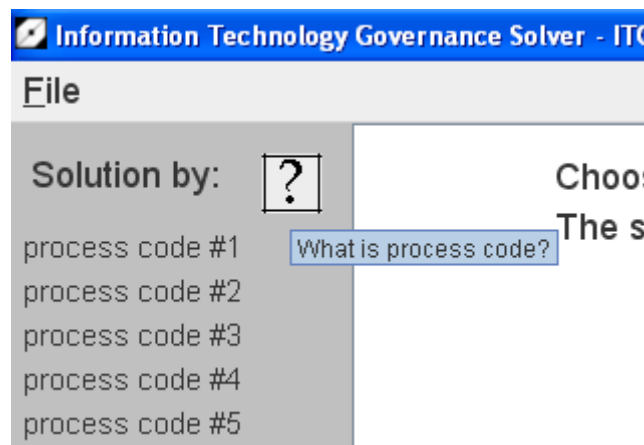 Information Technology Governance Solver - ITG
File
Solution by:
?
What is process code?
process code #1
process code #2
process code #3
process code #4
process code #5
The s